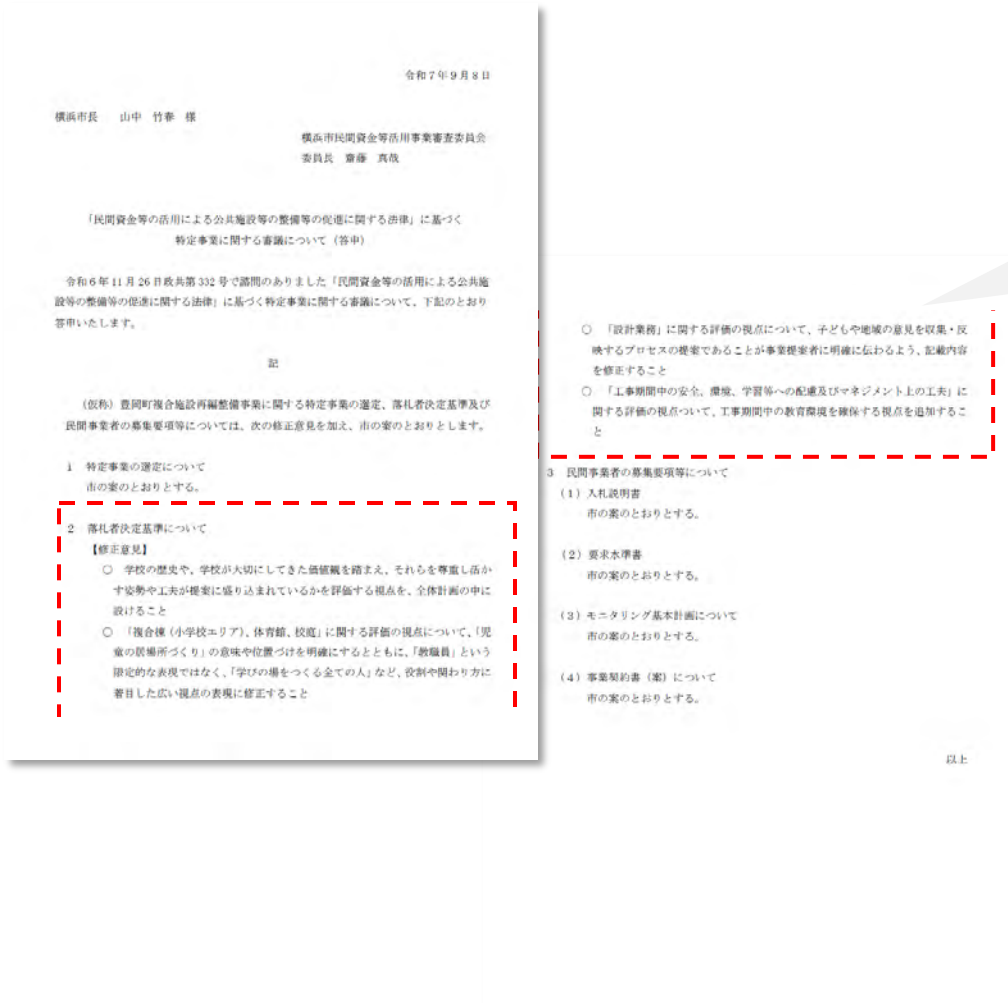 令和７年９月８日
横浜市長　山中　竹春　様
横浜市民間資金等活用事業審査委員会
委員長　齋藤　真哉
「民間資金等の活用による公共施設等の整備等の促進に関する法律」に基づく
特定事業に関する審議について（答申）
令和６年11月26日政共第332号で諮問のありました「民間資金等の活用による公共施
設等の整備等の促進に関する法律」に基づく特定事業に関する審議について、下記のとおり
答申いたします。
記
（仮称）豊岡町複合施設再編整備事業に関する特定事業の選定、落札者決定基準及び
民間事業者の募集要項等については、次の修正意見を加え、市の案のとおりとします。
１　特定事業の選定について
市の案のとおりとする。
２　落札者決定基準について
【修正意見】
○　学校の歴史や、学校が大切にしてきた価値観を踏まえ、それらを尊重し活か
す姿勢や工夫が提案に盛り込まれているかを評価する視点を、全体計画の中に
設けること
○　「複合棟（小学校エリア）、体育館、校庭」に関する評価の視点について、「児
童の居場所づくり」の意味や位置づけを明確にするとともに、「教職員」という
限定的な表現ではなく、「学びの場をつくる全ての人」など、役割や関わり方に
着目した広い視点の表現に修正すること
○　「設計業務」に関する評価の視点について、子どもや地域の意見を収集・反
映するプロセスの提案であることが事業提案者に明確に伝わるよう、記載内容
を修正すること
○　「工事期間中の安全、環境、学習等への配慮及びマネジメント上の工夫」に
関する評価の視点ついて、工事期間中の教育環境を確保する視点を追加するこ
と
３　民間事業者の募集要項等について
（１）入札説明書
市の案のとおりとする。
（２）要求水準書
市の案のとおりとする。
（３）モニタリング基本計画について
市の案のとおりとする。
（４）事業契約書（案）について
市の案のとおりとする。
以上